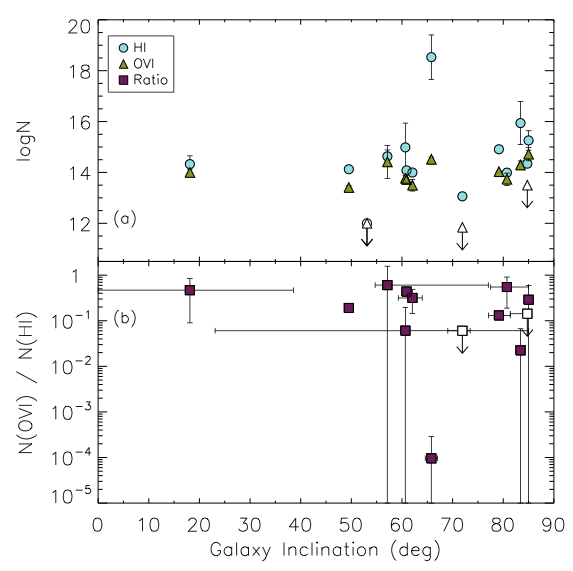 20
18
16
14
12
logN
HI
OVI
Ratio
(a)
1
10⁻¹
10⁻²
10⁻³
10⁻⁴
10⁻⁵
N(OVI) / N(HI)
(b)
0 10 20 30 40 50 60 70 80 90
Galaxy Inclination (deg)